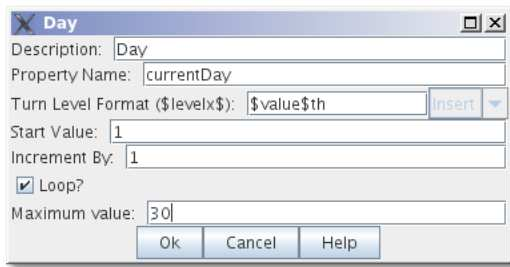 Day
Description: Day
Property Name: currentDay
Turn Level Format ($levelx$): $value$th Insert
Start Value: 1
Increment By: 1
Loop?
Maximum value: 30
Ok Cancel Help